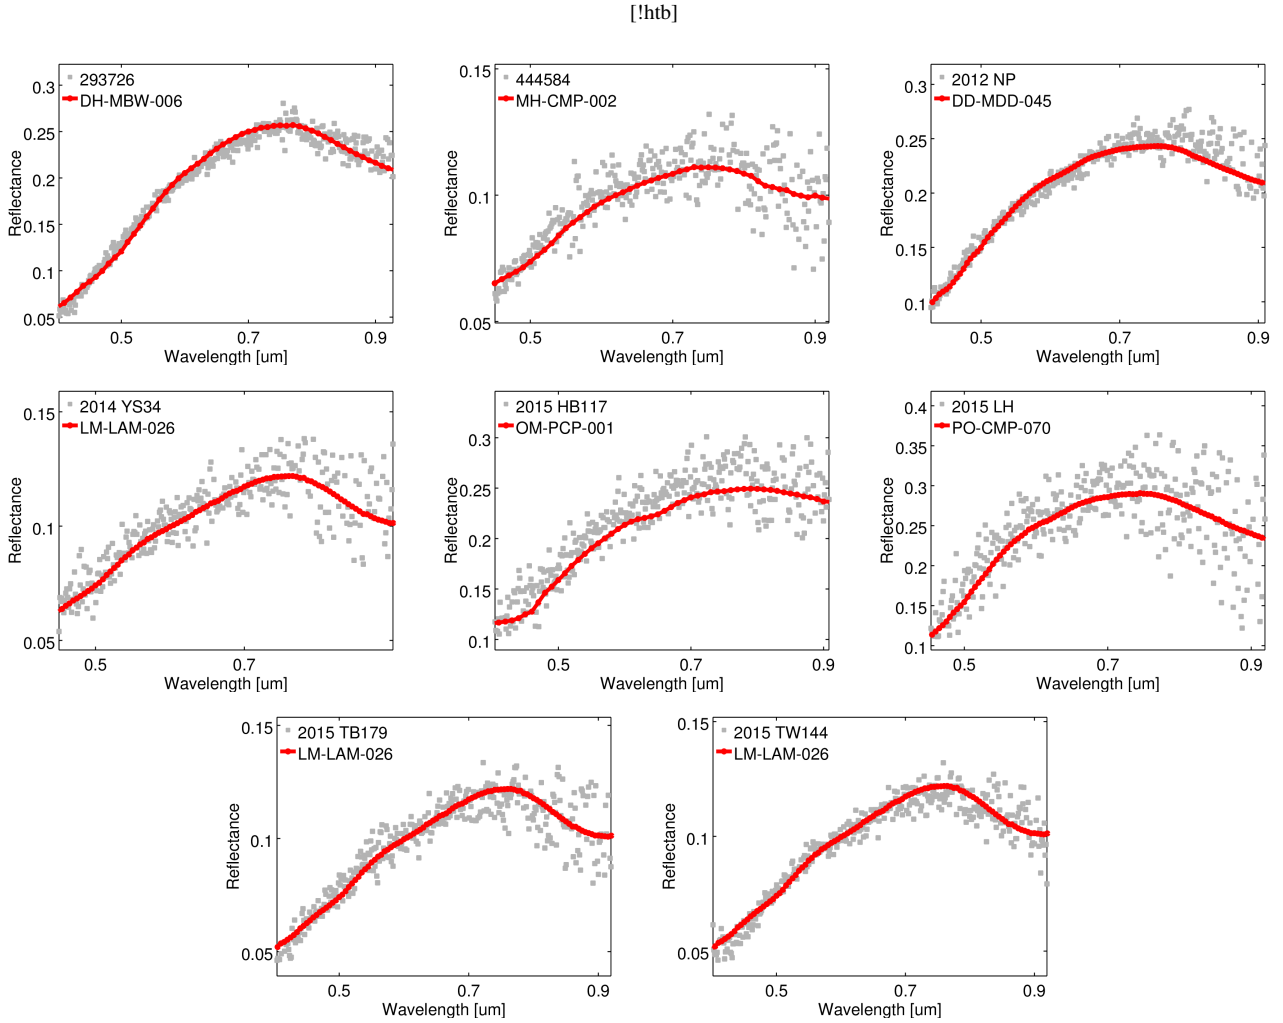 [!htb]
293726
DH-MBW-006
0.3
0.25
0.2
0.15
0.1
0.05
Reflectance
0.5 0.7 0.9
Wavelength [um]
444584
MH-CMP-002
0.15
0.1
0.05
Reflectance
0.5 0.7 0.9
Wavelength [um]
2012 NP
DD-MDD-045
0.3
0.25
0.2
0.15
0.1
Reflectance
0.5 0.7 0.9
Wavelength [um]
2014 YS34
LM-LAM-026
0.15
0.1
0.05
Reflectance
0.5 0.7
Wavelength [um]
2015 HB117
OM-PCP-001
0.3
0.25
0.2
0.15
0.1
Reflectance
0.5 0.7 0.9
Wavelength [um]
2015 LH
PO-CMP-070
0.4
0.35
0.3
0.25
0.2
0.15
0.1
Reflectance
0.5 0.7 0.9
Wavelength [um]
2015 TB179
LM-LAM-026
0.15
0.1
0.05
Reflectance
0.5 0.7 0.9
Wavelength [um]
2015 TW144
LM-LAM-026
0.15
0.1
0.05
Reflectance
0.5 0.7 0.9
Wavelength [um]